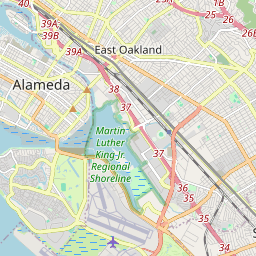 40
39A
39B
39A
East Oakland
38
Alameda
37
37
Martin
Luther
King Jr.
Regional
Shoreline
37
36
35
35
34
25
26B
26
S